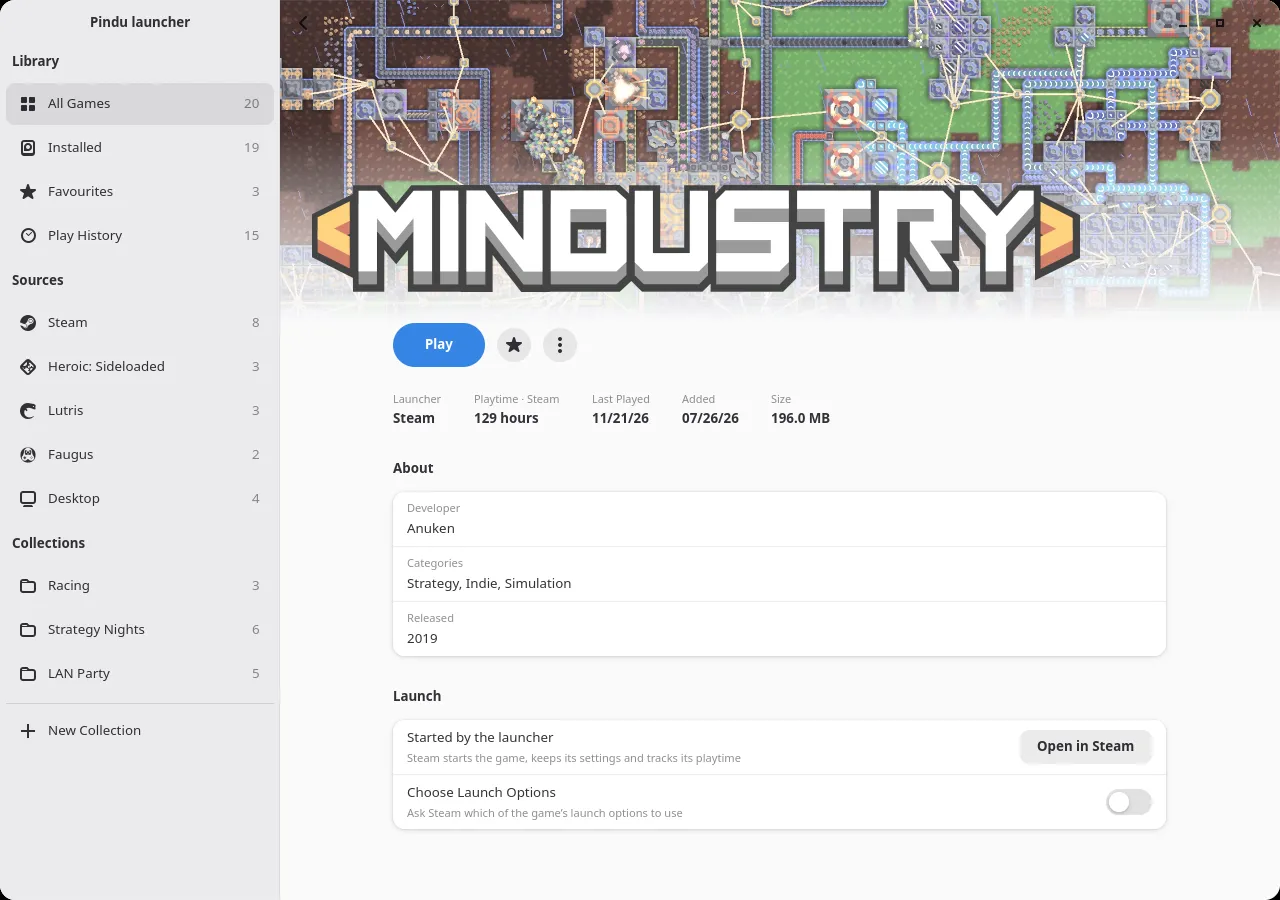 Pindu launcher
Library
All Games 20
Installed 19
Favourites 3
Play History 15
Sources
Steam 8
Heroic: Sideloaded 3
Lutris 3
Faugus 2
Desktop 4
Collections
Racing 3
Strategy Nights 6
LAN Party 5
New Collection
MINDUSTRY
Play
Launcher Playtime · Steam Last Played Added Size
Steam 129 hours 11/21/26 07/26/26 196.0 MB
About
Developer
Anuken
Categories
Strategy, Indie, Simulation
Released
2019
Launch
Started by the launcher
Steam starts the game, keeps its settings and tracks its playtime
Open in Steam
Choose Launch Options
Ask Steam which of the game’s launch options to use